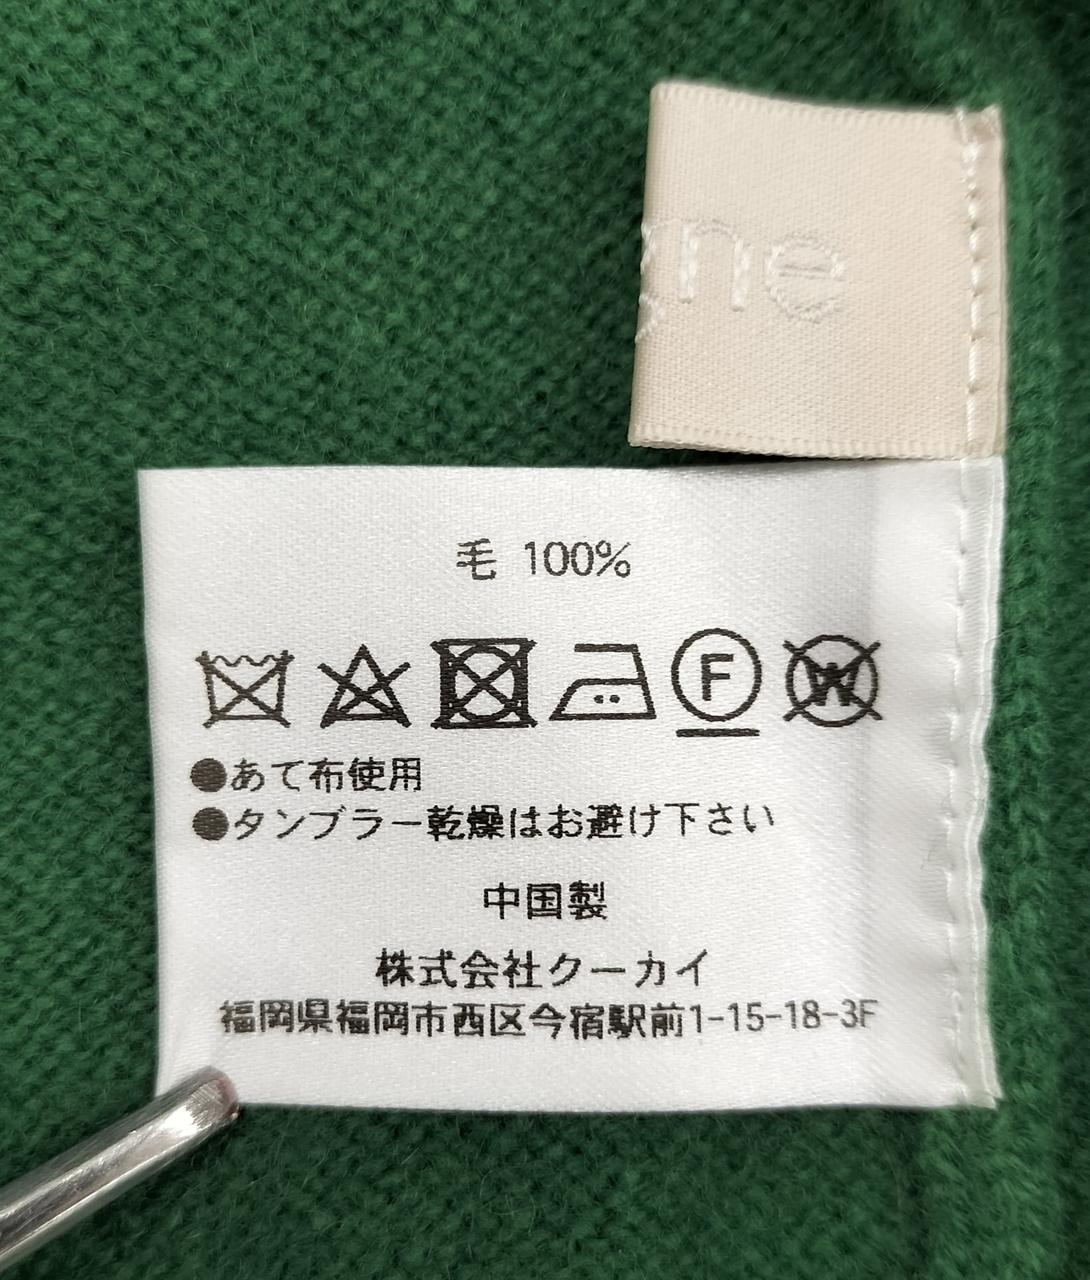 ne
毛 100%
F
W
●あて布使用
●タンブラー乾燥はお避け下さい
中国製
株式会社クーカイ
福岡県福岡市西区今宿駅前1-15-18-3F